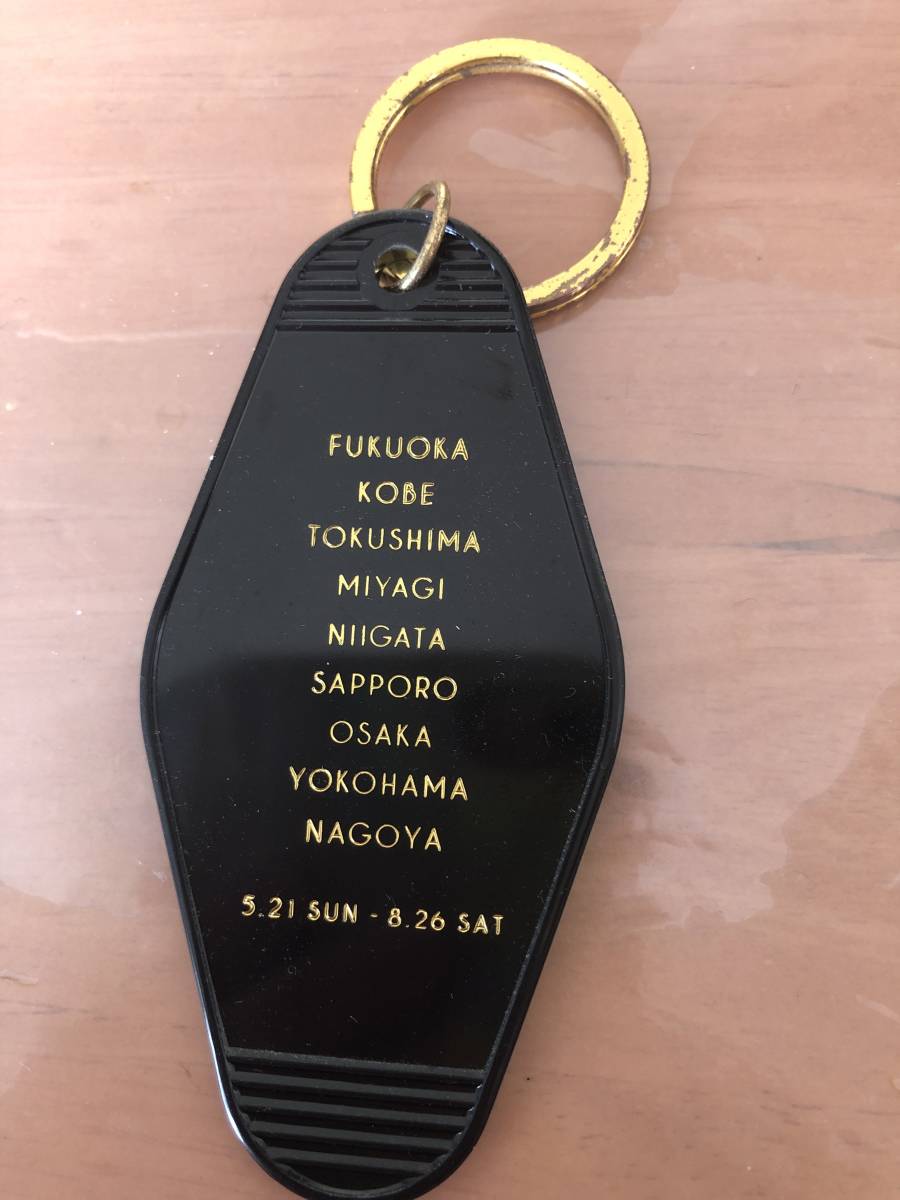 FUKUOKA
KOBE
TOKUSHIMA
MIYAGI
NIIGATA
SAPPORO
OSAKA
YOKOHAMA
NAGOYA
5.21 SUN - 8.26 SAT